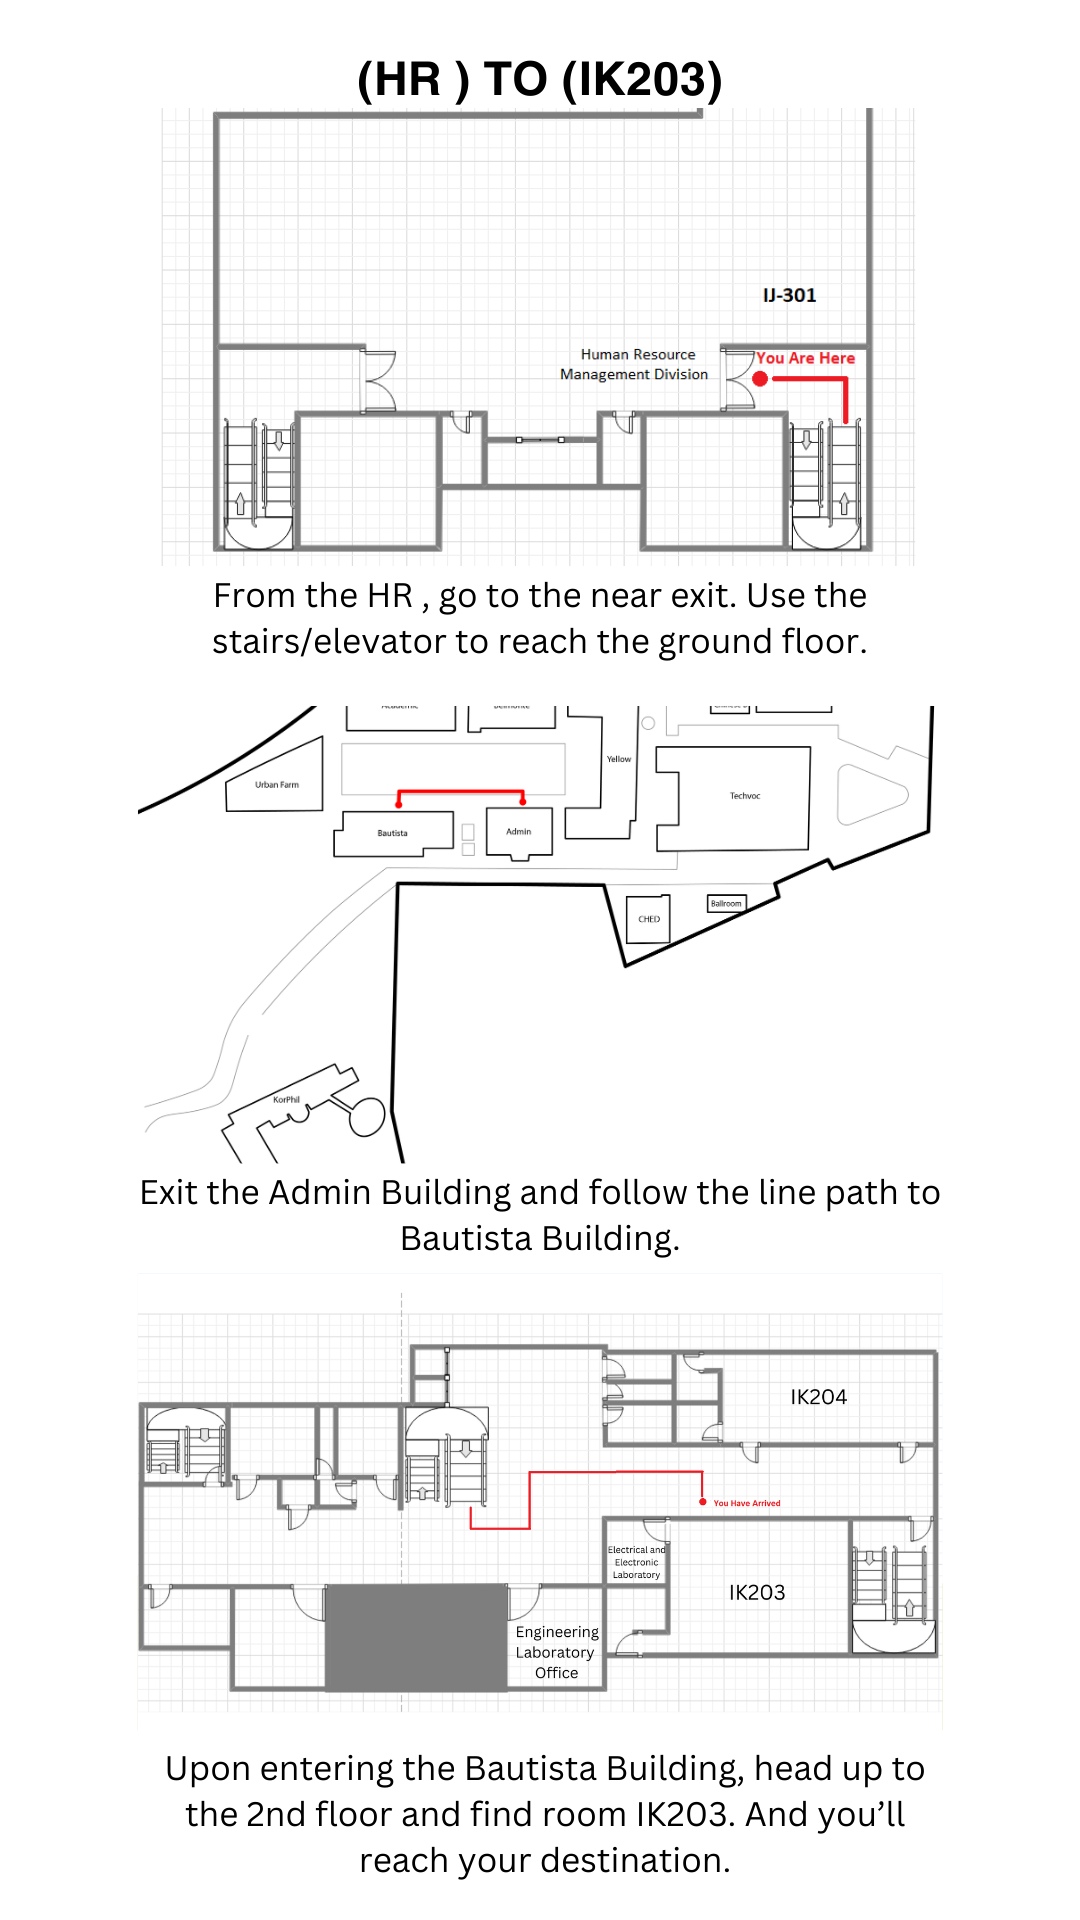 (HR ) TO (IK203)
IJ-301
You Are Here
Human Resource
Management Division
From the HR , go to the near exit. Use the
stairs/elevator to reach the ground floor.
Academic
Belmonte
Yellow
Urban Farm
Techvoc
Bautista
Admin
Ballroom
CHED
KorPhil
Exit the Admin Building and follow the line path to
Bautista Building.
IK204
You Have Arrived
Electrical and
Electronic
Laboratory
IK203
Engineering
Laboratory
Office
Upon entering the Bautista Building, head up to
the 2nd floor and find room IK203. And you’ll
reach your destination.